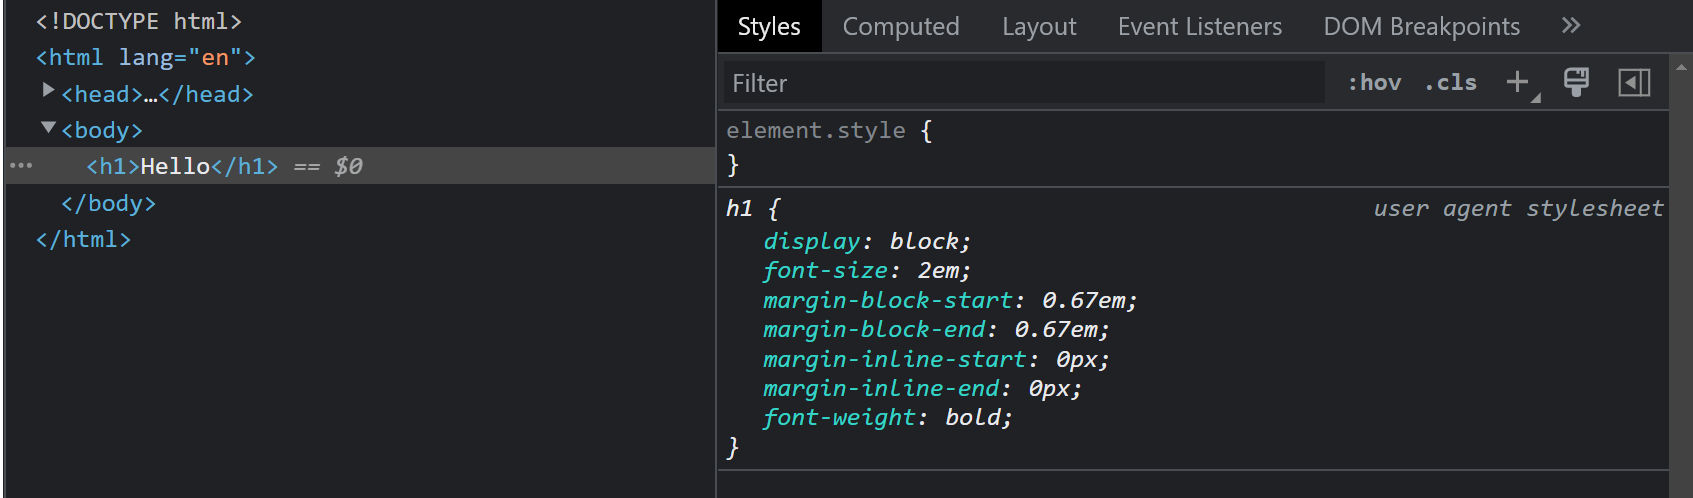 <!DOCTYPE html>
<html lang="en">
<head>…</head>
<body>
<h1>Hello</h1> == $0
</body>
</html>
Styles Computed Layout Event Listeners DOM Breakpoints »
Filter :hov .cls +
element.style {
}
h1 { user agent stylesheet
display: block;
font-size: 2em;
margin-block-start: 0.67em;
margin-block-end: 0.67em;
margin-inline-start: 0px;
margin-inline-end: 0px;
font-weight: bold;
}